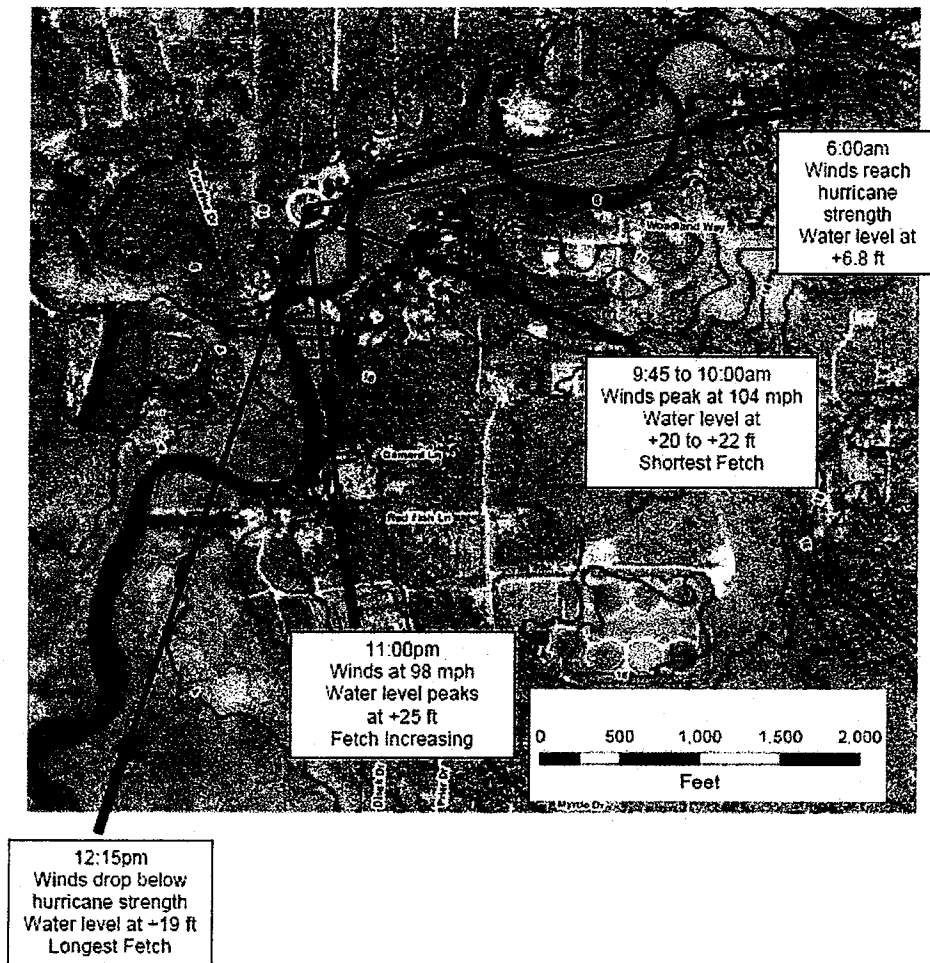 6:00am
Winds reach
hurricane
strength
Water level at
+6.8 ft
Woodland Way
9:45 to 10:00am
Winds peak at 104 mph
Water level at
+20 to +22 ft
Shortest Fetch
Red Fish Ln
11:00pm
Winds at 98 mph
Water level peaks
at +25 ft
Fetch Increasing
0 500 1,000 1,500 2,000
Feet
Myrtle Dr
12:15pm
Winds drop below
hurricane strength
Water level at +19 ft
Longest Fetch